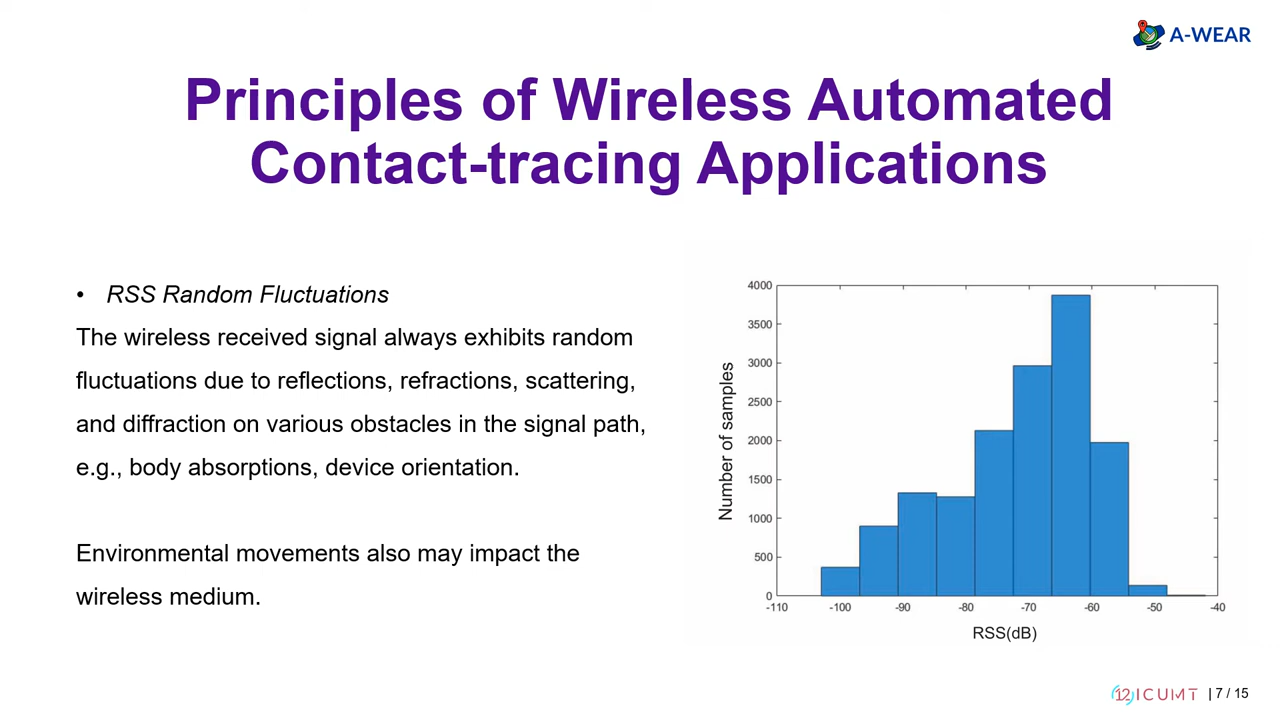 A-WEAR
Principles of Wireless Automated
Contact-tracing Applications
• RSS Random Fluctuations
The wireless received signal always exhibits random
fluctuations due to reflections, refractions, scattering,
and diffraction on various obstacles in the signal path,
e.g., body absorptions, device orientation.
Environmental movements also may impact the
wireless medium.
Number of samples
4000
3500
3000
2500
2000
1500
1000
500
0
-110 -100 -90 -80 -70 -60 -50 -40
RSS(dB)
12 ICUMT | 7 / 15